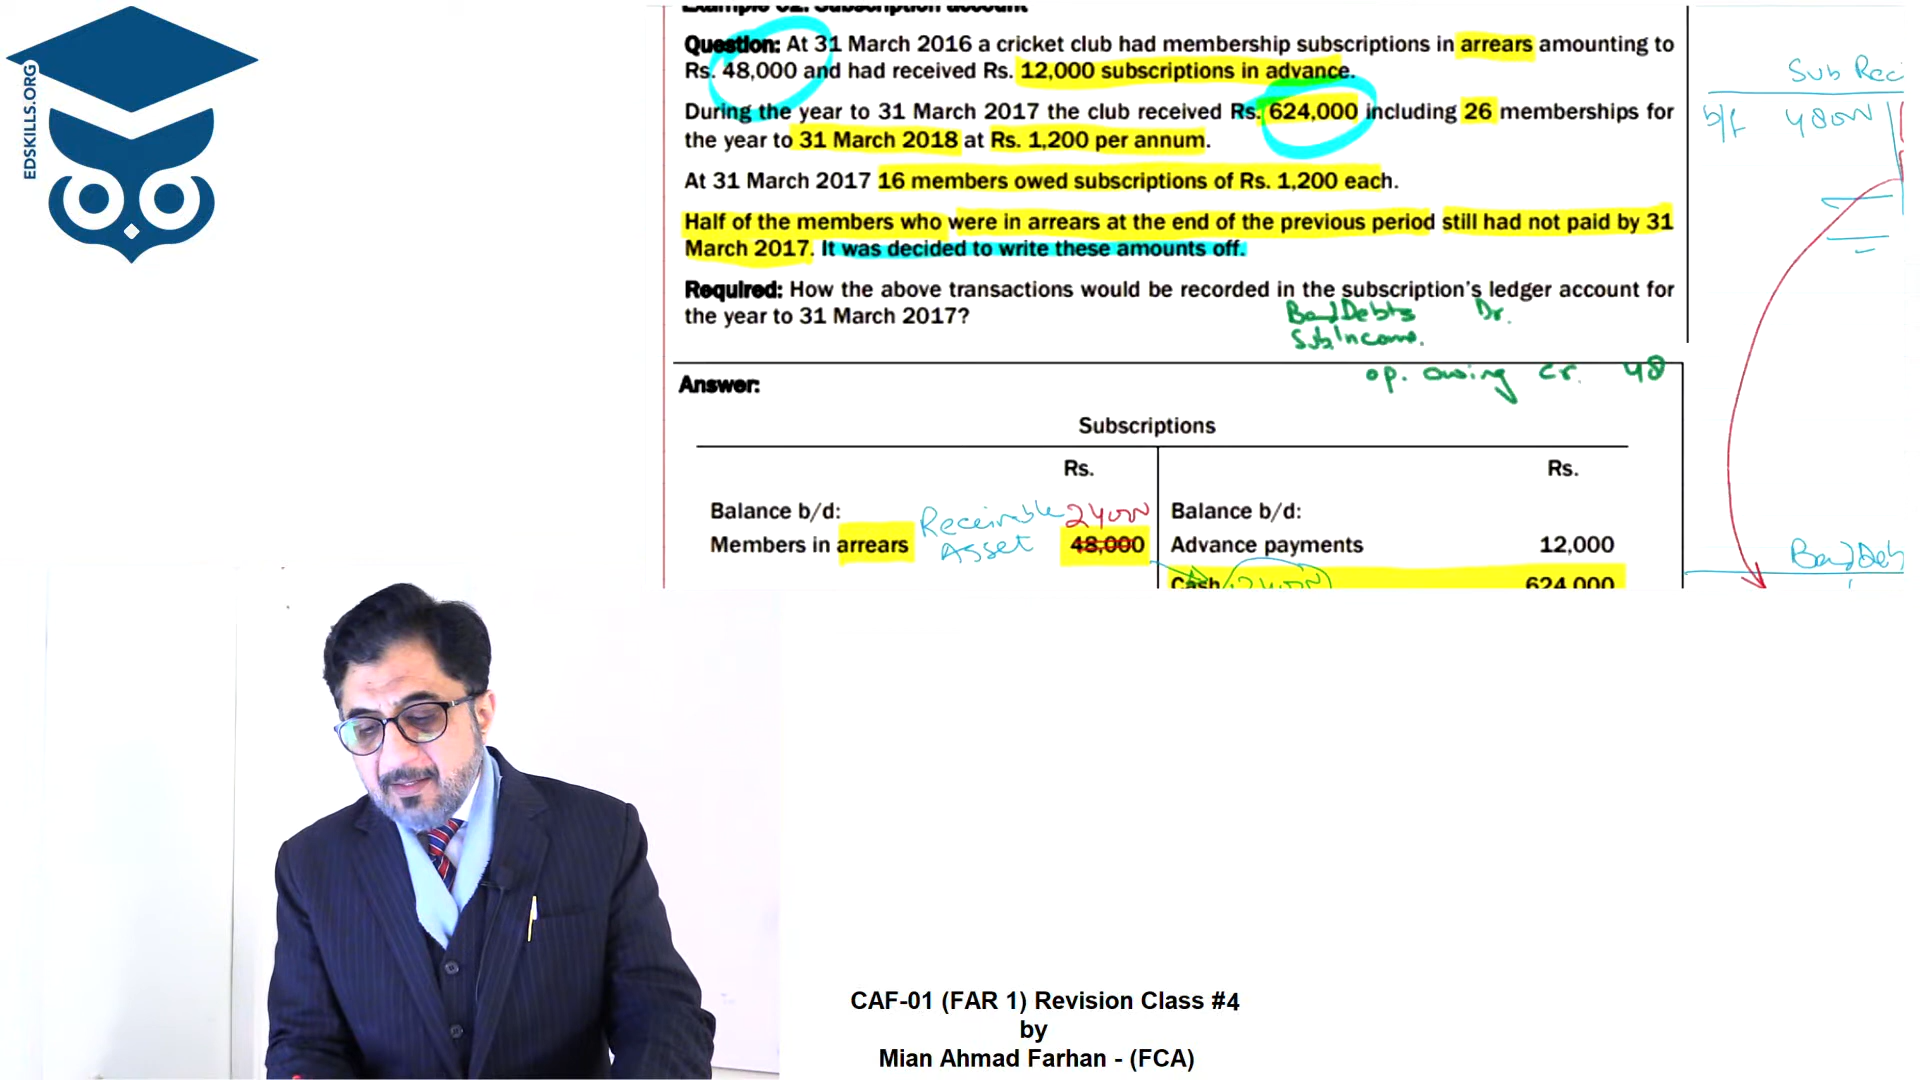 EDSKILLS.ORG
Example 02: Subscription account
Question: At 31 March 2016 a cricket club had membership subscriptions in arrears amounting to
Rs. 48,000 and had received Rs. 12,000 subscriptions in advance.
During the year to 31 March 2017 the club received Rs. 624,000 including 26 memberships for
the year to 31 March 2018 at Rs. 1,200 per annum.
At 31 March 2017 16 members owed subscriptions of Rs. 1,200 each.
Half of the members who were in arrears at the end of the previous period still had not paid by 31
March 2017. It was decided to write these amounts off.
Required: How the above transactions would be recorded in the subscription's ledger account for
the year to 31 March 2017?
Bad Debts Dr.
Sub Income.
op. owing cr. 48
Answer:
Subscriptions
Rs. Rs.
Balance b/d: Receivable 24000 Balance b/d:
Members in arrears Asset 48,000 Advance payments 12,000
Cash 24000 624,000
Sub Rec
b/f 48000
Bad Deb
CAF-01 (FAR 1) Revision Class #4
by
Mian Ahmad Farhan - (FCA)